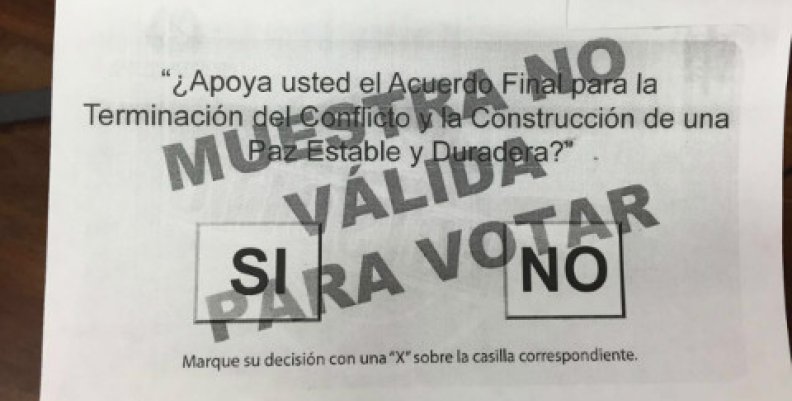 "¿Apoya usted el Acuerdo Final para la
Terminación del Conflicto y la Construcción de una
Paz Estable y Duradera?"
MUESTRA NO
VÁLIDA
PARA VOTAR
SI NO
Marque su decisión con una "X" sobre la casilla correspondiente.